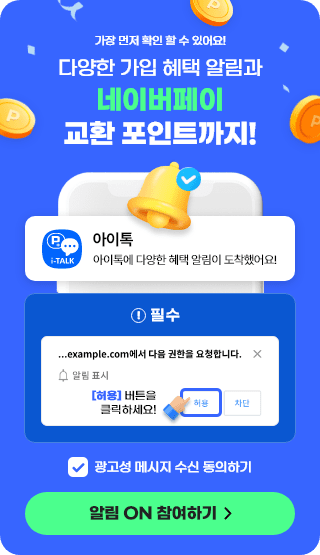 가장 먼저 확인 할 수 있어요!
다양한 가입 혜택 알림과
네이버페이
교환 포인트까지!
아이톡
아이톡에 다양한 혜택 알림이 도착했어요!
i-TALK
필수
...example.com에서 다음 권한을 요청합니다.
알림 표시
[허용] 버튼을
클릭하세요!
허용
차단
광고성 메시지 수신 동의하기
알림 ON 참여하기 >